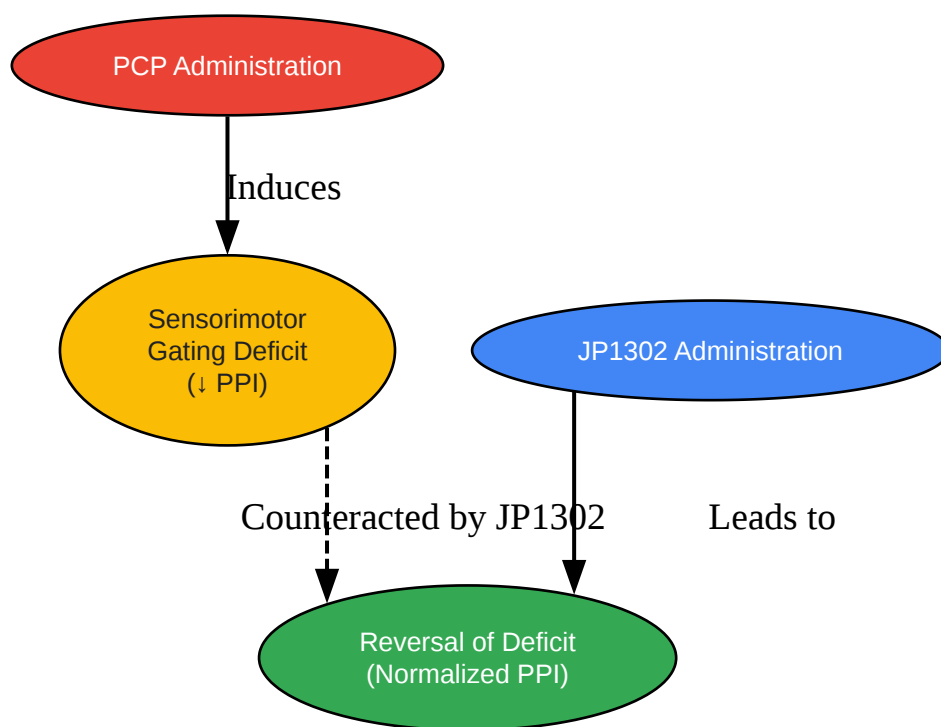 PCP Administration
Induces
Sensorimotor
Gating Deficit
(↓ PPI)
JP1302 Administration
Counteracted by JP1302
Leads to
Reversal of Deficit
(Normalized PPI)